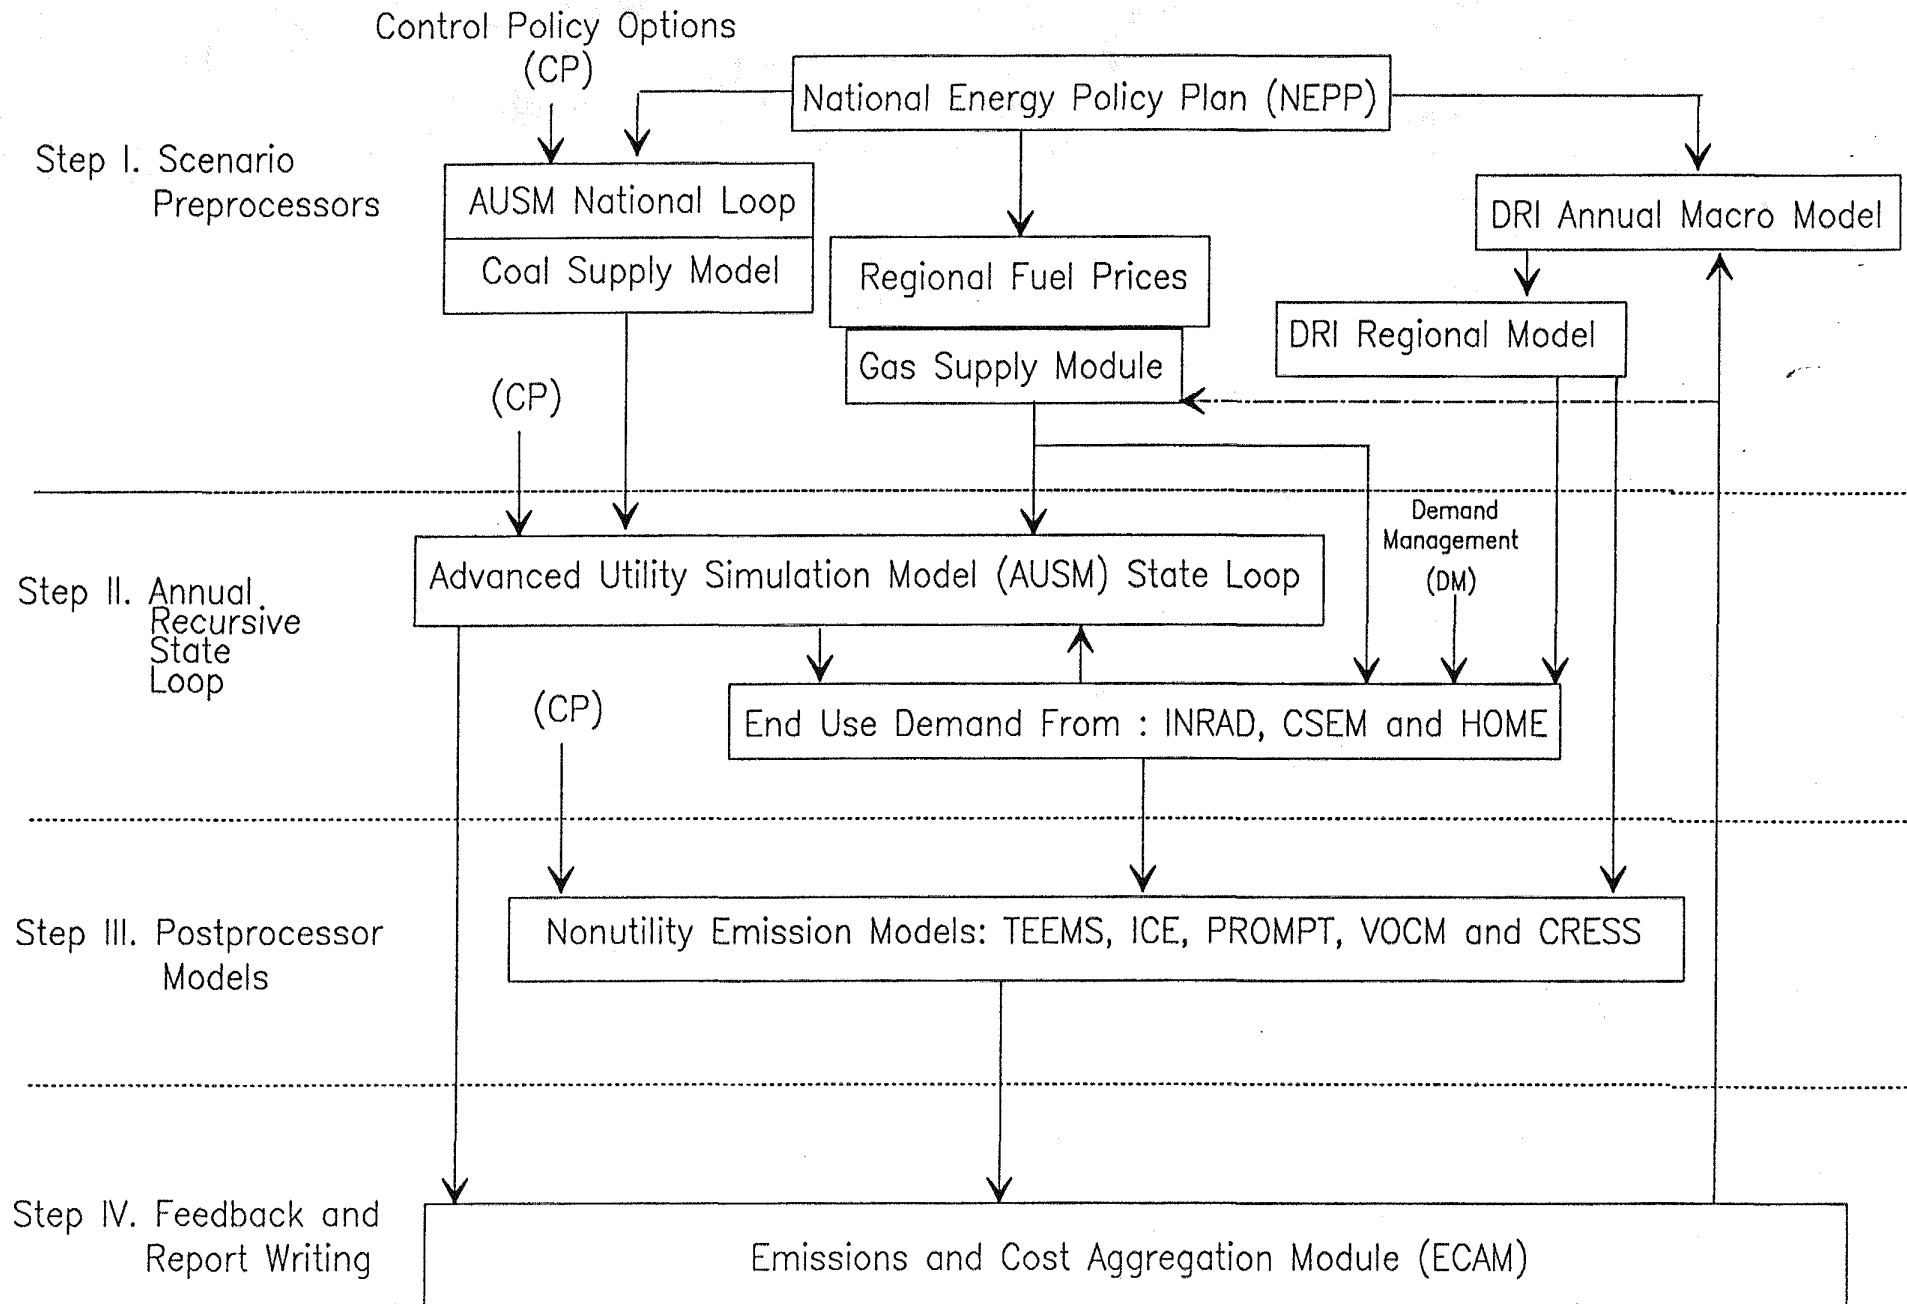 Control Policy Options
(CP)
National Energy Policy Plan (NEPP)
Step I. Scenario
Preprocessors
AUSM National Loop
Coal Supply Model
Regional Fuel Prices
Gas Supply Module
DRI Annual Macro Model
DRI Regional Model
(CP)
Demand
Management
(DM)
Step II. Annual
Recursive
State
Loop
Advanced Utility Simulation Model (AUSM) State Loop
(CP)
End Use Demand From : INRAD, CSEM and HOME
Step III. Postprocessor
Models
Nonutility Emission Models: TEEMS, ICE, PROMPT, VOCM and CRESS
Step IV. Feedback and
Report Writing
Emissions and Cost Aggregation Module (ECAM)